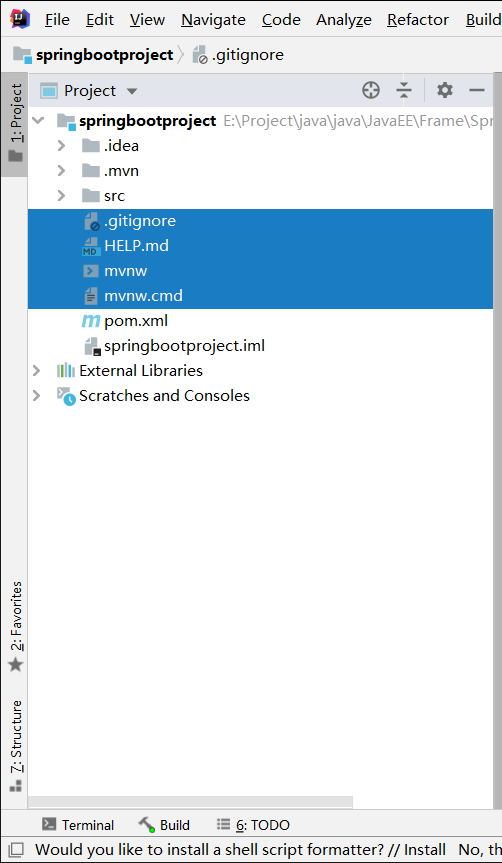 File Edit View Navigate Code Analyze Refactor Build
springbootproject .gitignore
1: Project
Project
springbootproject E:\Project\java\java\JavaEE\Frame\Spr
.idea
.mvn
src
.gitignore
MD HELP.md
mvnw
mvnw.cmd
m pom.xml
springbootproject.iml
External Libraries
Scratches and Consoles
2: Favorites
7: Structure
Terminal Build 6: TODO
Would you like to install a shell script formatter? // Install No, th